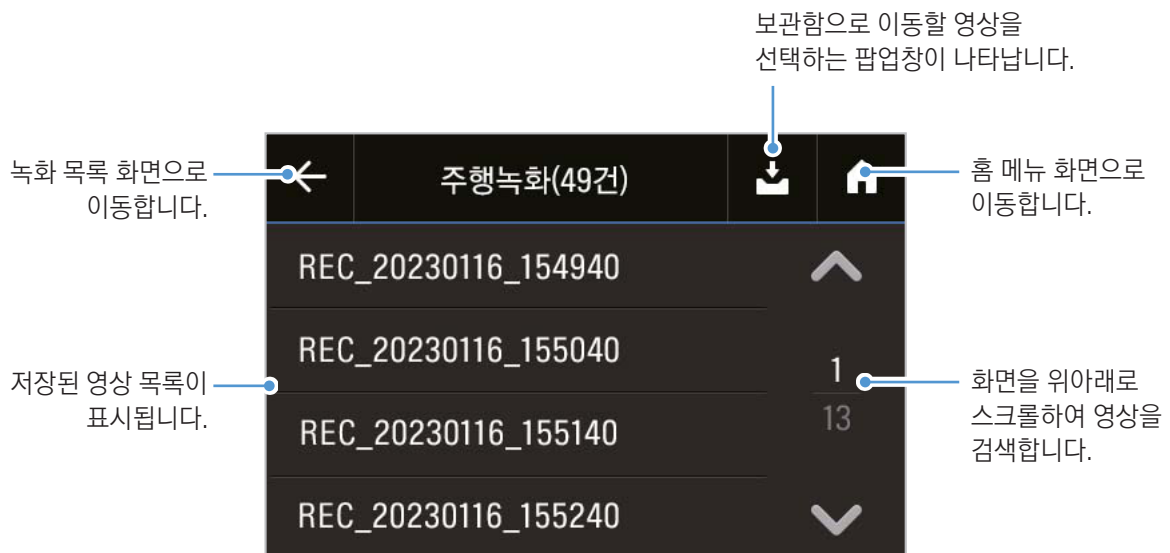 보관함으로 이동할 영상을
선택하는 팝업창이 나타납니다.
녹화 목록 화면으로
이동합니다.
주행녹화(49건)
홈 메뉴 화면으로
이동합니다.
REC_20230116_154940
REC_20230116_155040
저장된 영상 목록이
표시됩니다.
1
13
화면을 위아래로
스크롤하여 영상을
검색합니다.
REC_20230116_155140
REC_20230116_155240